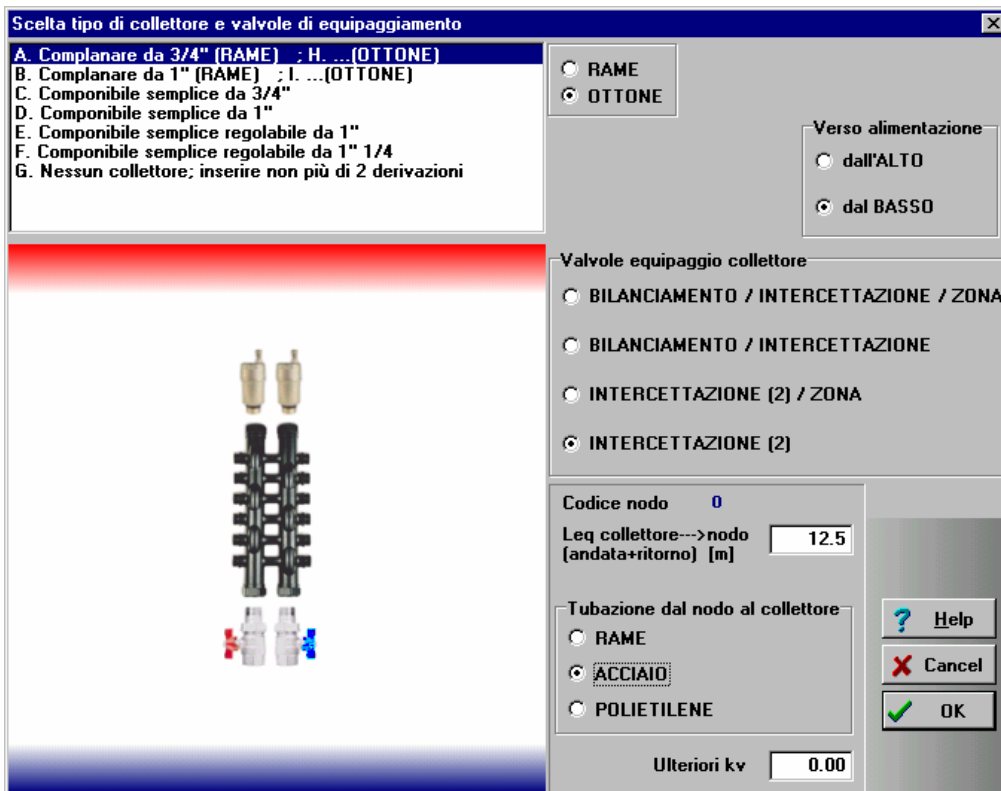 Scelta tipo di collettore e valvole di equipaggiamento
A. Complanare da 3/4" (RAME) ; H. ...(OTTONE)
B. Complanare da 1" (RAME) ; I. ...(OTTONE)
C. Componibile semplice da 3/4"
D. Componibile semplice da 1"
E. Componibile semplice regolabile da 1"
F. Componibile semplice regolabile da 1" 1/4
G. Nessun collettore; inserire non più di 2 derivazioni
RAME
OTTONE
Verso alimentazione
dall'ALTO
dal BASSO
Valvole equipaggio collettore
BILANCIAMENTO / INTERCETTAZIONE / ZONA
BILANCIAMENTO / INTERCETTAZIONE
INTERCETTAZIONE (2) / ZONA
INTERCETTAZIONE (2)
Codice nodo 0
Leq collettore--->nodo 12.5
(andata+ritorno) [m]
Tubazione dal nodo al collettore
RAME
ACCIAIO
POLIETILENE
Ulteriori kv 0.00
? Help
Cancel
OK